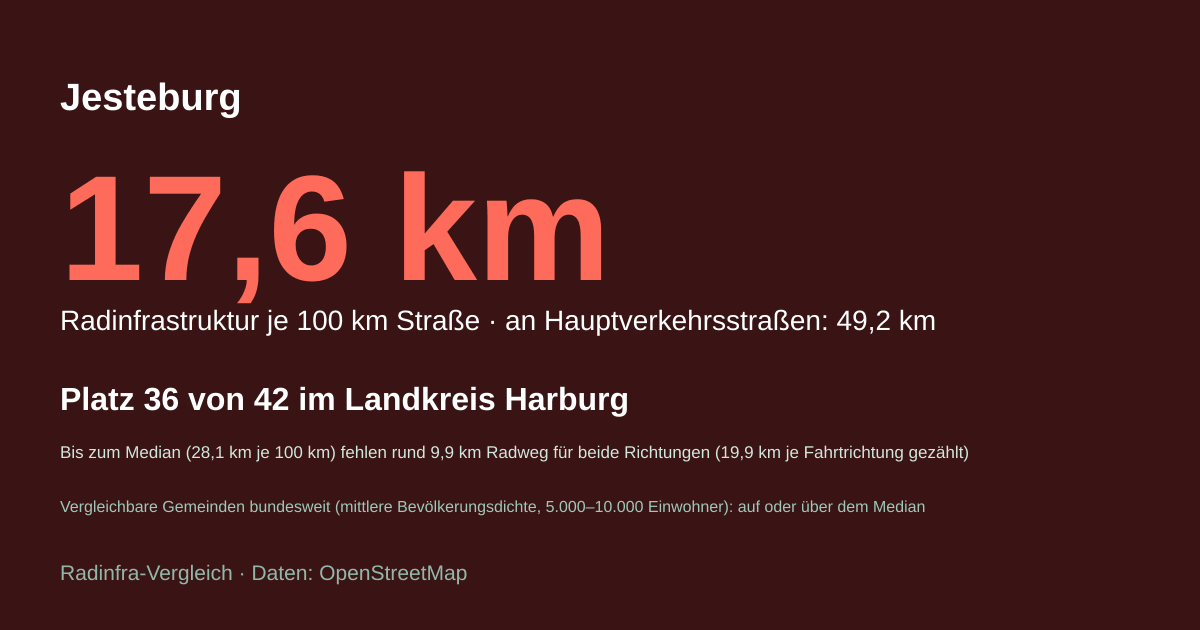 Jesteburg
17,6 km
Radinfrastruktur je 100 km Straße · an Hauptverkehrsstraßen: 49,2 km
Platz 36 von 42 im Landkreis Harburg
Bis zum Median (28,1 km je 100 km) fehlen rund 9,9 km Radweg für beide Richtungen (19,9 km je Fahrtrichtung gezählt)
Vergleichbare Gemeinden bundesweit (mittlere Bevölkerungsdichte, 5.000–10.000 Einwohner): auf oder über dem Median
Radinfra-Vergleich · Daten: OpenStreetMap